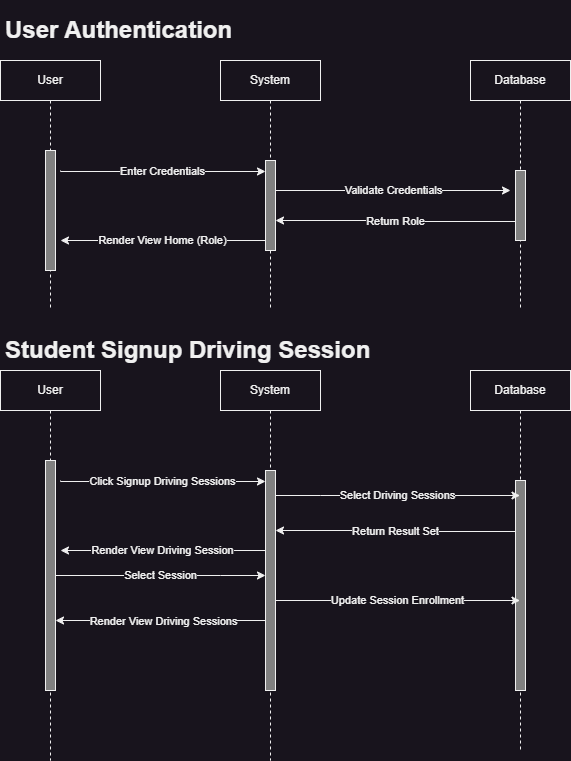 User Authentication
User
System
Database
Enter Credentials
Validate Credentials
Return Role
Render View Home (Role)
Student Signup Driving Session
User
System
Database
Click Signup Driving Sessions
Select Driving Sessions
Return Result Set
Render View Driving Session
Select Session
Update Session Enrollment
Render View Driving Sessions